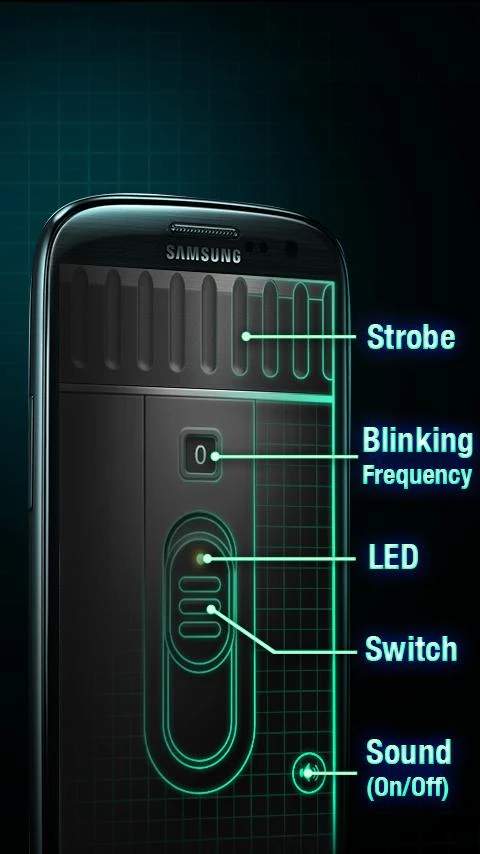 SAMSUNG
Strobe
0
Blinking
Frequency
LED
Switch
Sound
(On/Off)